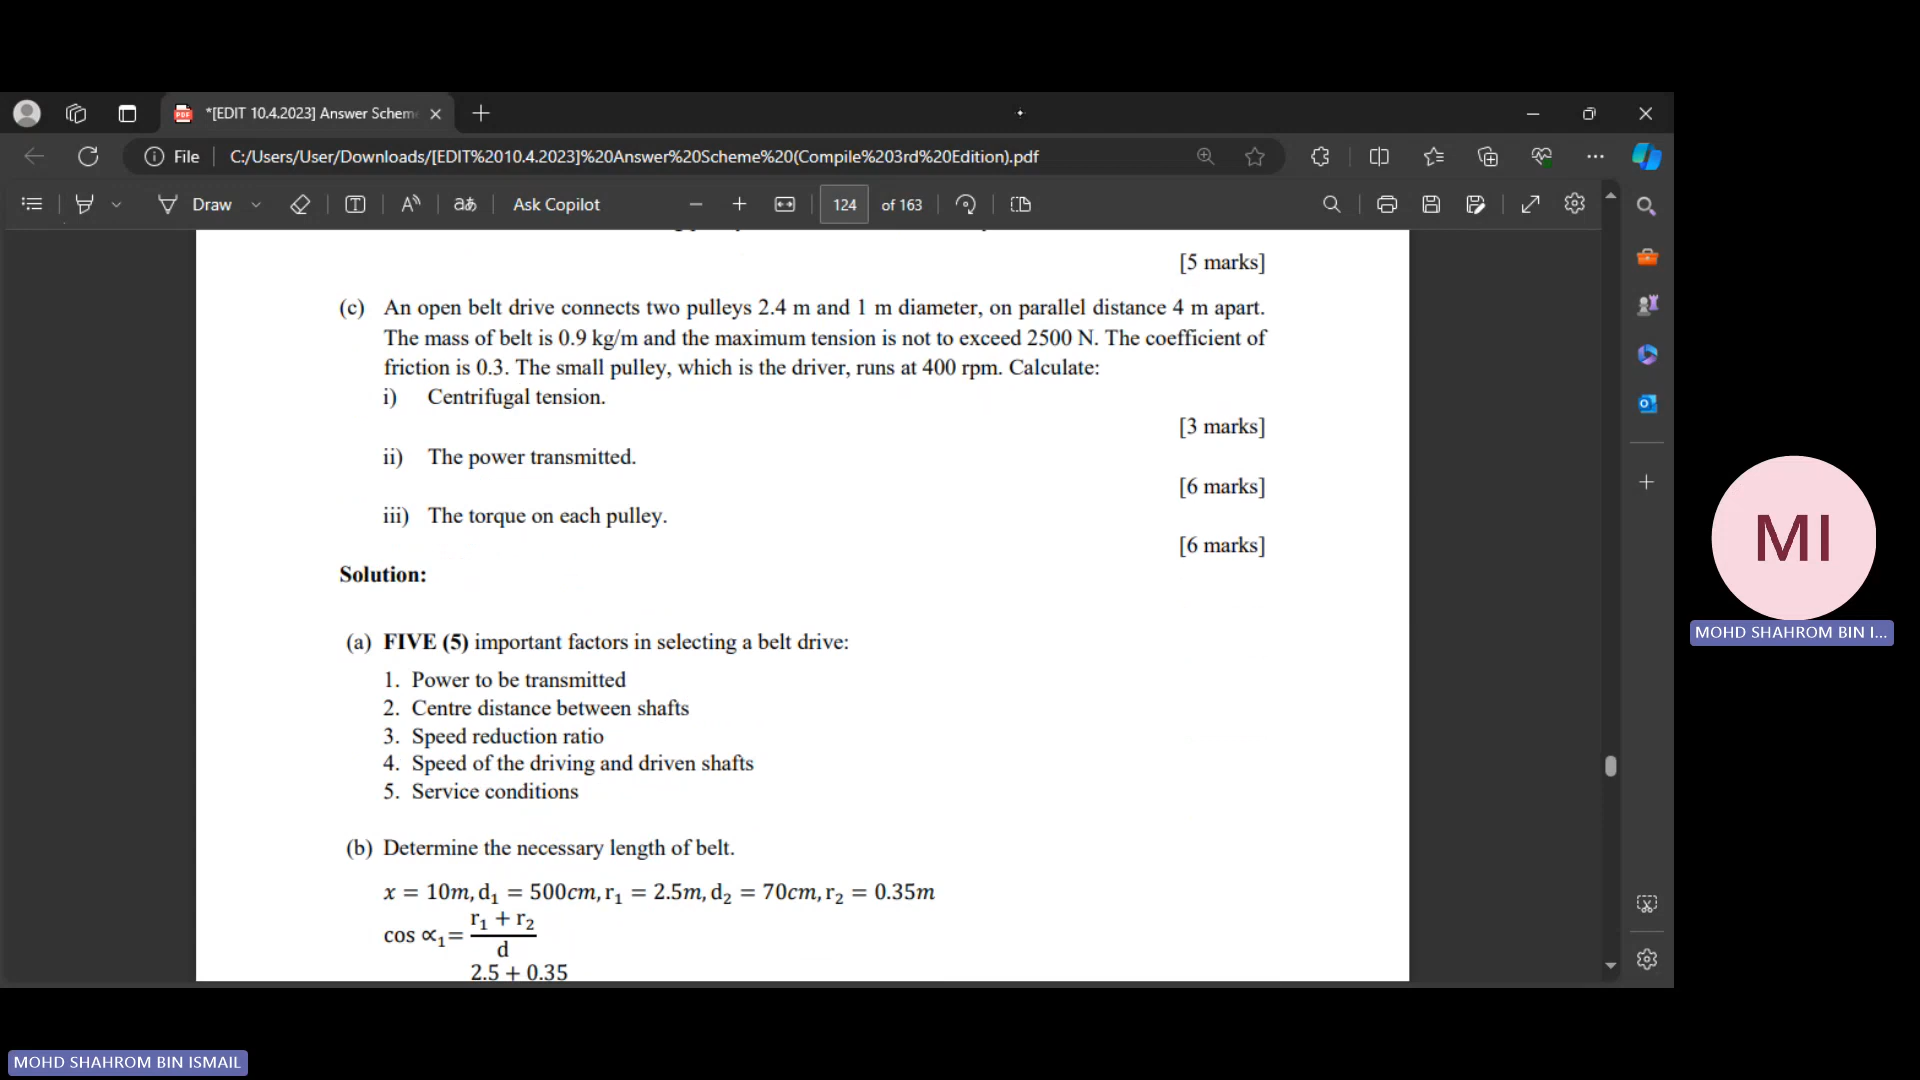 *[EDIT 10.4.2023] Answer Schem
File
C:/Users/User/Downloads/[EDIT%2010.4.2023]%20Answer%20Scheme%20(Compile%203rd%20Edition).pdf
Draw
aあ
Ask Copilot
124 of 163
[5 marks]
(c) An open belt drive connects two pulleys 2.4 m and 1 m diameter, on parallel distance 4 m apart.
The mass of belt is 0.9 kg/m and the maximum tension is not to exceed 2500 N. The coefficient of
friction is 0.3. The small pulley, which is the driver, runs at 400 rpm. Calculate:
i) Centrifugal tension.
[3 marks]
ii) The power transmitted.
[6 marks]
iii) The torque on each pulley.
[6 marks]
Solution:
(a) FIVE (5) important factors in selecting a belt drive:
1. Power to be transmitted
2. Centre distance between shafts
3. Speed reduction ratio
4. Speed of the driving and driven shafts
5. Service conditions
(b) Determine the necessary length of belt.
x = 10m, d₁ = 500cm, r₁ = 2.5m, d₂ = 70cm, r₂ = 0.35m
r₁ + r₂
cos ∝₁=
d
2.5 + 0.35
MI
MOHD SHAHROM BIN I...
MOHD SHAHROM BIN ISMAIL